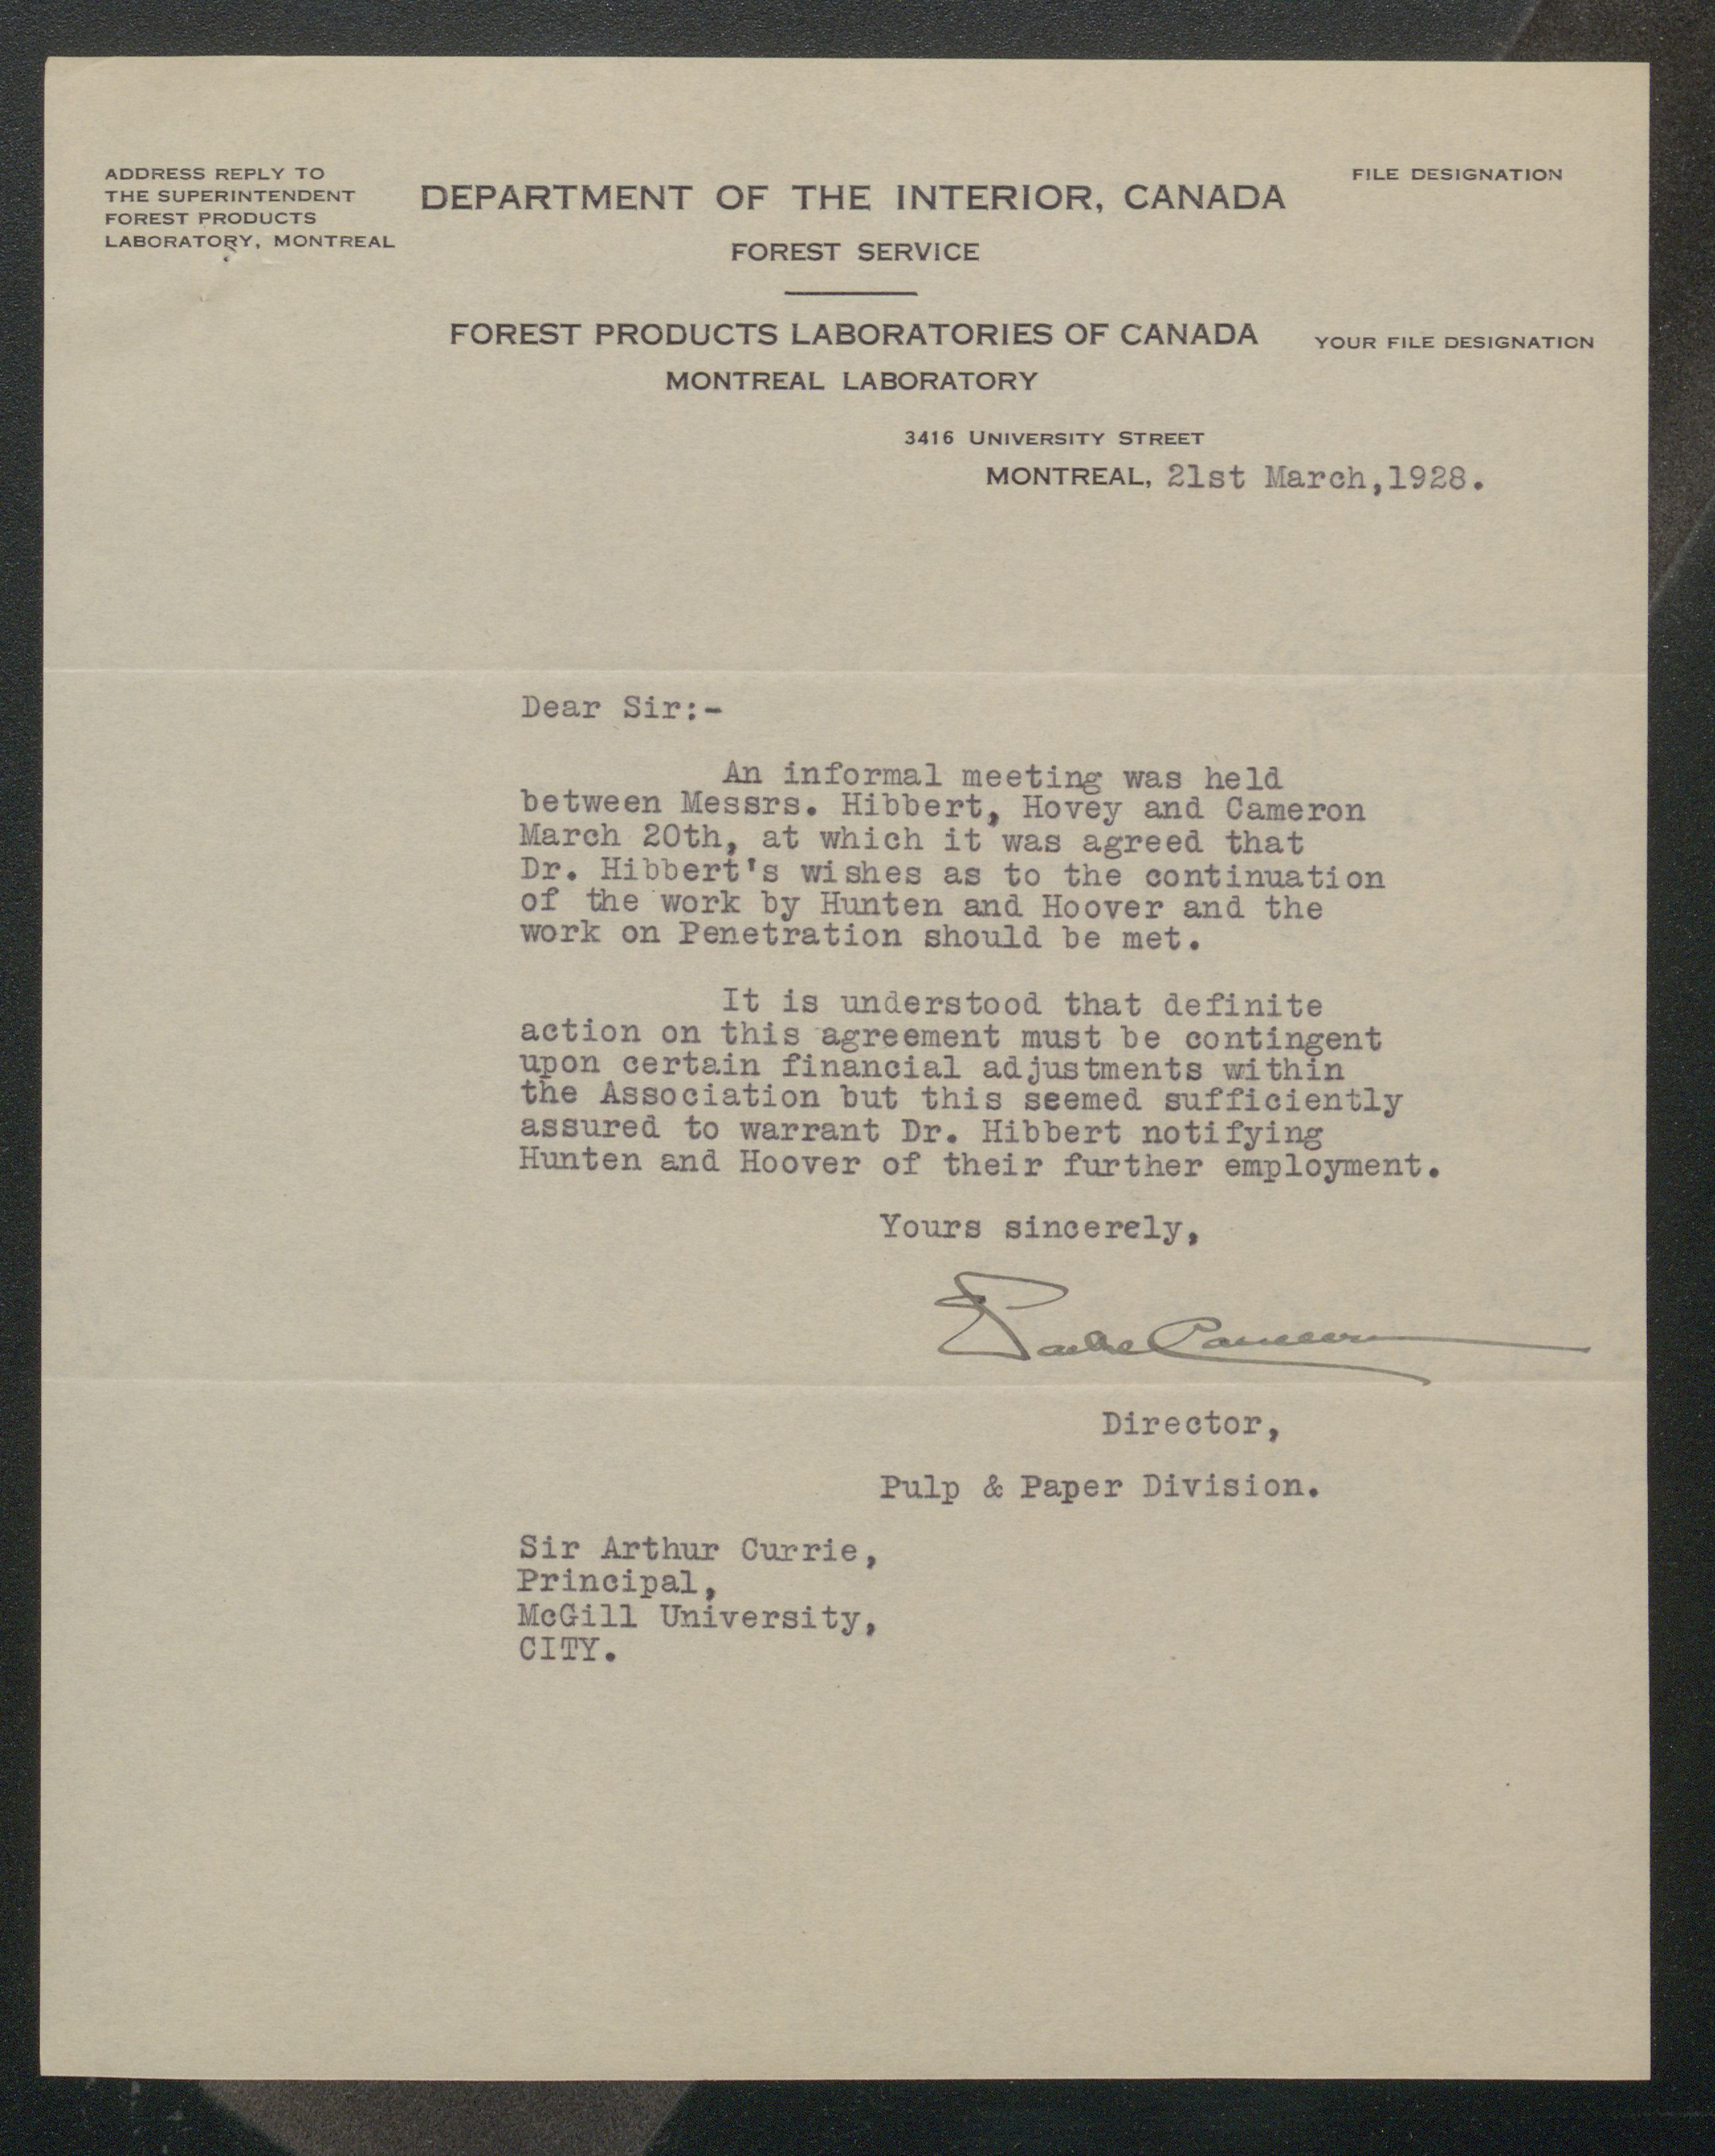 ADDRESS REPLY TO
THE SUPERINTENDENT
FOREST PRODUCTS
LABORATORY, MONTREAL
DEPARTMENT OF THE INTERIOR, CANADA
FOREST SERVICE
FILE DESIGNATION
FOREST PRODUCTS LABORATORIES OF CANADA
MONTREAL LABORATORY
YOUR FILE DESIGNATION
3416 UNIVERSITY STREET
MONTREAL, 21st March,1928.
Dear Sir:-
An informal meeting was held
between Messrs. Hibbert, Hovey and Cameron
March 20th, at which it was agreed that
Dr. Hibbert's wishes as to the continuation
of the work by Hunten and Hoover and the
work on Penetration should be met.
It is understood that definite
action on this agreement must be contingent
upon certain financial adjustments within
the Association but this seemed sufficiently
assured to warrant Dr. Hibbert notifying
Hunten and Hoover of their further employment.
Yours sincerely,
Cameron
Director,
Pulp & Paper Division.
Sir Arthur Currie,
Principal,
McGill University,
CITY.